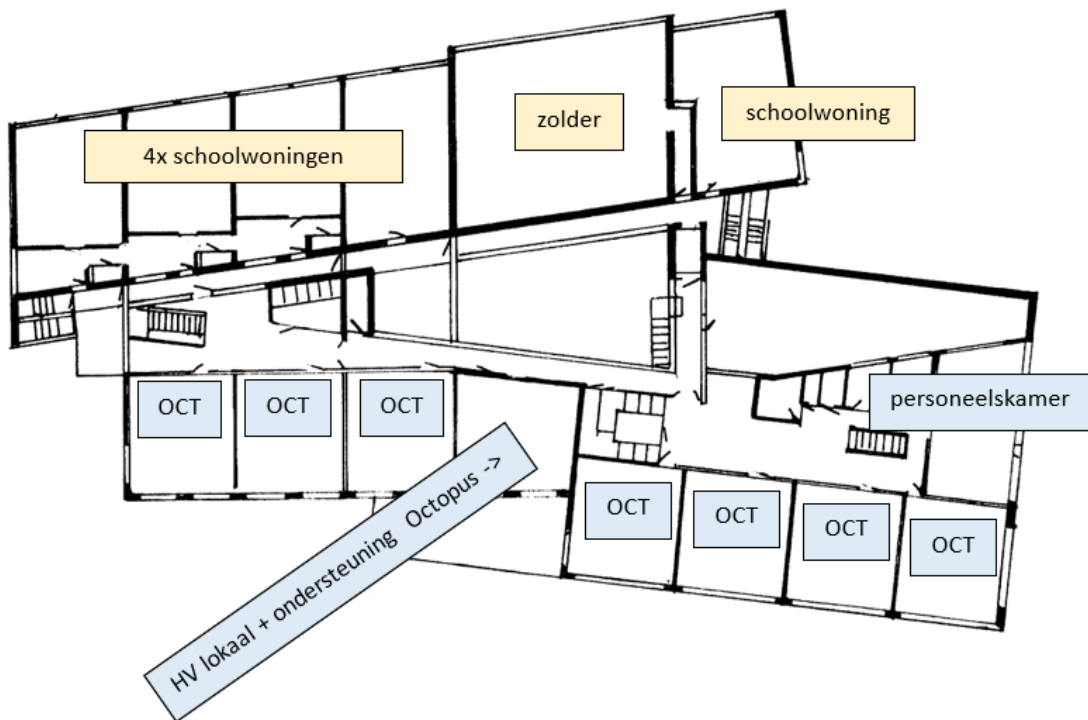 zolder
schoolwoning
4x schoolwoningen
OCT
OCT
OCT
personeelskamer
HV lokaal + ondersteuning Octopus ->
OCT
OCT
OCT
OCT